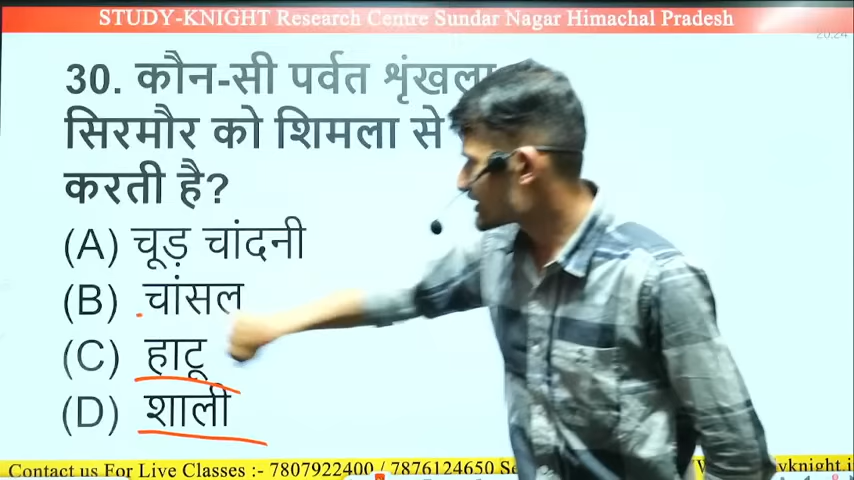 STUDY-KNIGHT Research Centre Sundar Nagar Himachal Pradesh
20:24
30. कौन-सी पर्वत शृंखला
सिरमौर को शिमला से
करती है?
(A) चूड़ चांदनी
(B) चांसल
(C) हाटू
(D) शाली
Contact us For Live Classes :- 7807922400 / 7876124650